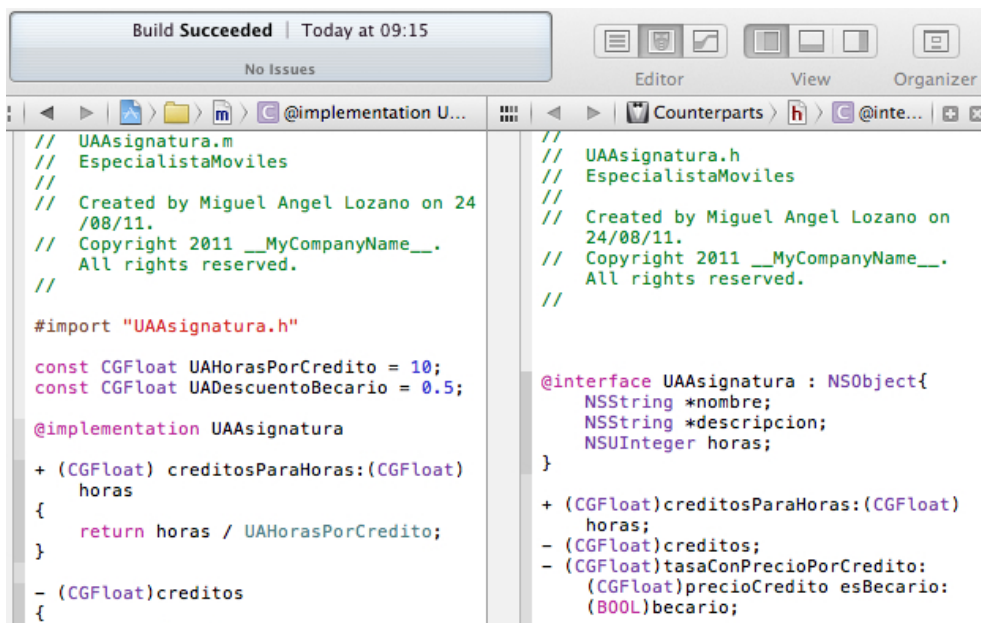 Build Succeeded | Today at 09:15
No Issues
Editor View Organizer
m @implementation U...
Counterparts h C @inte...
//  UAAsignatura.m
//  EspecialistaMoviles
//
//  Created by Miguel Angel Lozano on 24
/08/11.
//  Copyright 2011 __MyCompanyName__.
All rights reserved.
//
#import "UAAsignatura.h"
const CGFloat UAHorasPorCredito = 10;
const CGFloat UADescuentoBecario = 0.5;
@implementation UAAsignatura
+ (CGFloat) creditosParaHoras:(CGFloat)
horas
{
return horas / UAHorasPorCredito;
}
- (CGFloat)creditos
{
//
//  UAAsignatura.h
//  EspecialistaMoviles
//
//  Created by Miguel Angel Lozano on
24/08/11.
//  Copyright 2011 __MyCompanyName__.
All rights reserved.
//
@interface UAAsignatura : NSObject{
NSString *nombre;
NSString *descripcion;
NSUInteger horas;
}
+ (CGFloat)creditosParaHoras:(CGFloat)
horas;
- (CGFloat)creditos;
- (CGFloat)tasaConPrecioPorCredito:
(CGFloat)precioCredito esBecario:
(BOOL)becario;